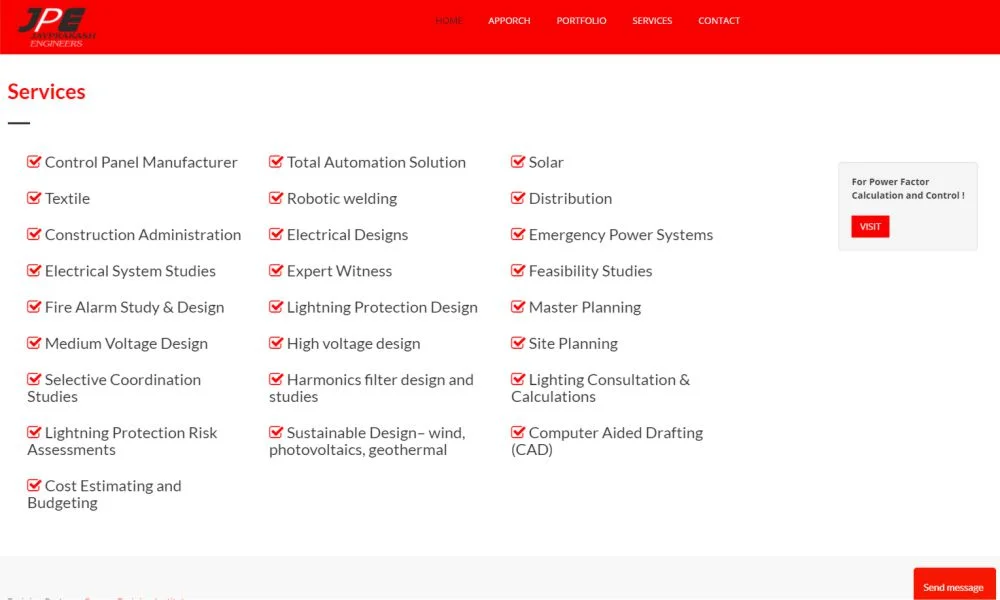 JPE
JAYPRAKASH
ENGINEERS
HOME
APPORCH
PORTFOLIO
SERVICES
CONTACT
Services
Control Panel Manufacturer
Total Automation Solution
Solar
Textile
Robotic welding
Distribution
Construction Administration
Electrical Designs
Emergency Power Systems
Electrical System Studies
Expert Witness
Feasibility Studies
Fire Alarm Study & Design
Lightning Protection Design
Master Planning
Medium Voltage Design
High voltage design
Site Planning
Selective Coordination
Studies
Harmonics filter design and
studies
Lighting Consultation &
Calculations
Lightning Protection Risk
Assessments
Sustainable Design– wind,
photovoltaics, geothermal
Computer Aided Drafting
(CAD)
Cost Estimating and
Budgeting
For Power Factor
Calculation and Control !
VISIT
Send message